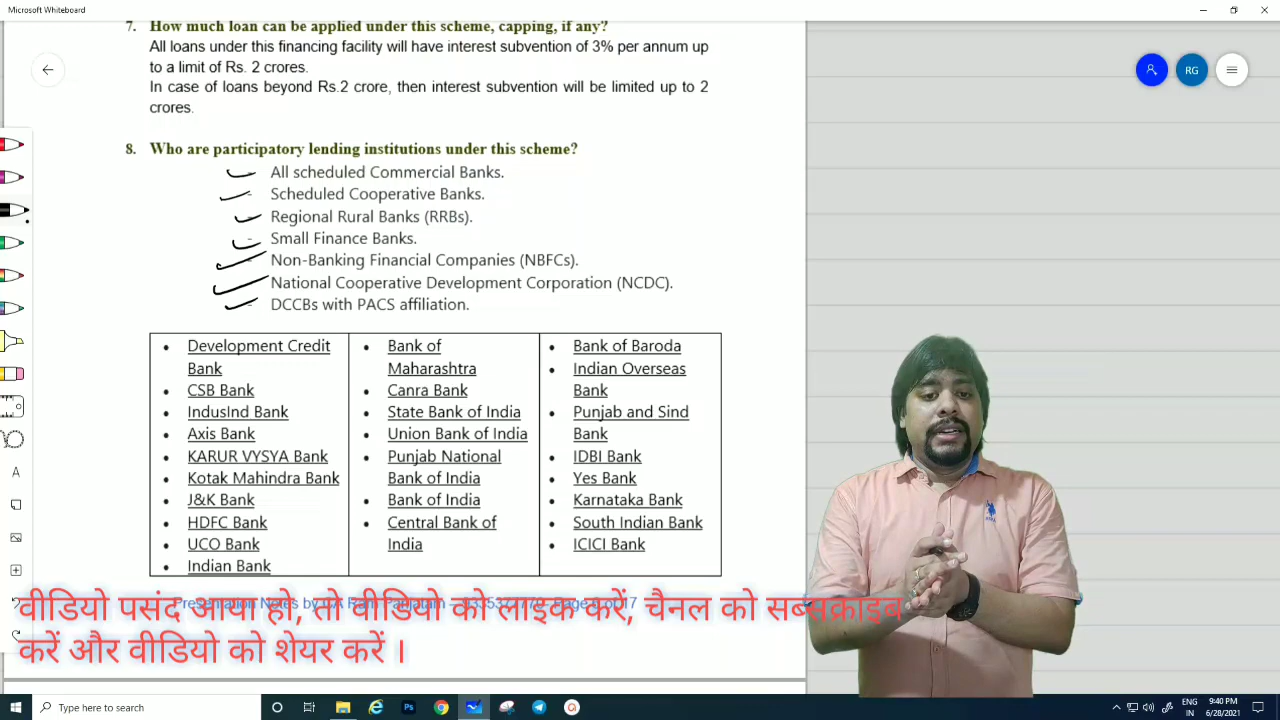 Microsoft Whiteboard
7. How much loan can be applied under this scheme, capping, if any?
All loans under this financing facility will have interest subvention of 3% per annum up
to a limit of Rs. 2 crores.
In case of loans beyond Rs.2 crore, then interest subvention will be limited up to 2
crores.
8. Who are participatory lending institutions under this scheme?
- All scheduled Commercial Banks.
- Scheduled Cooperative Banks.
- Regional Rural Banks (RRBs).
- Small Finance Banks.
- Non-Banking Financial Companies (NBFCs).
- National Cooperative Development Corporation (NCDC).
- DCCBs with PACS affiliation.
• Development Credit
Bank
• CSB Bank
• IndusInd Bank
• Axis Bank
• KARUR VYSYA Bank
• Kotak Mahindra Bank
• J&K Bank
• HDFC Bank
• UCO Bank
• Indian Bank
• Bank of
Maharashtra
• Canra Bank
• State Bank of India
• Union Bank of India
• Punjab National
Bank of India
• Bank of India
• Central Bank of
India
• Bank of Baroda
• Indian Overseas
Bank
• Punjab and Sind
Bank
• IDBI Bank
• Yes Bank
• Karnataka Bank
• South Indian Bank
• ICICI Bank
Presentation Notes by Page of 17
वीडियो पसंद आया हो, तो वीडियो को लाइक करें, चैनल को सब्सक्राइब
करें और वीडियो को शेयर करें ।
RG
A
Type here to search
ENG
IN
9:40 PM
6/28/2021